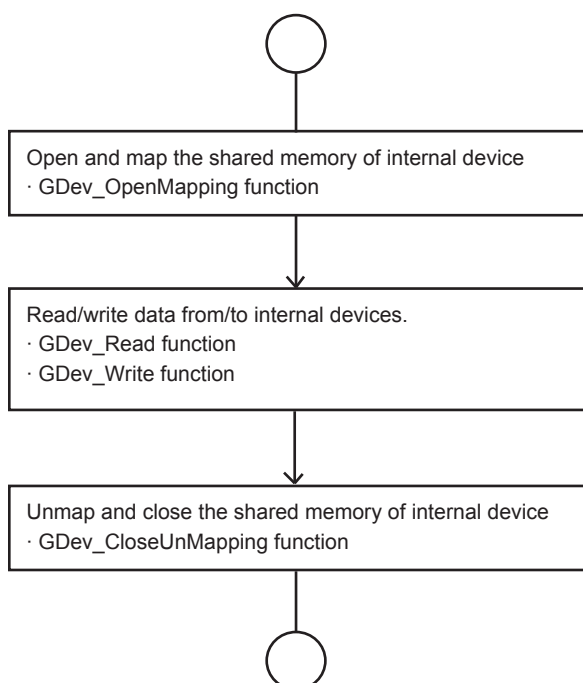 Open and map the shared memory of internal device
· GDev_OpenMapping function
Read/write data from/to internal devices.
· GDev_Read function
· GDev_Write function
Unmap and close the shared memory of internal device
· GDev_CloseUnMapping function